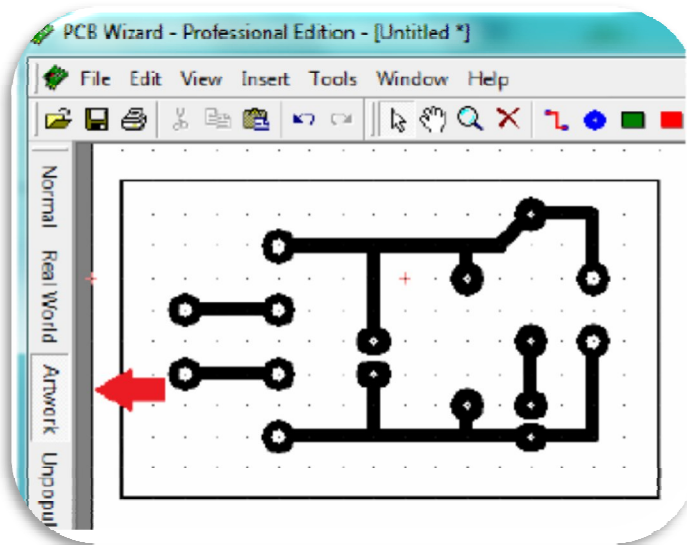 PCB Wizard - Professional Edition - [Untitled *]
File Edit View Insert Tools Window Help
Normal
Real World
Artwork
Unpopul